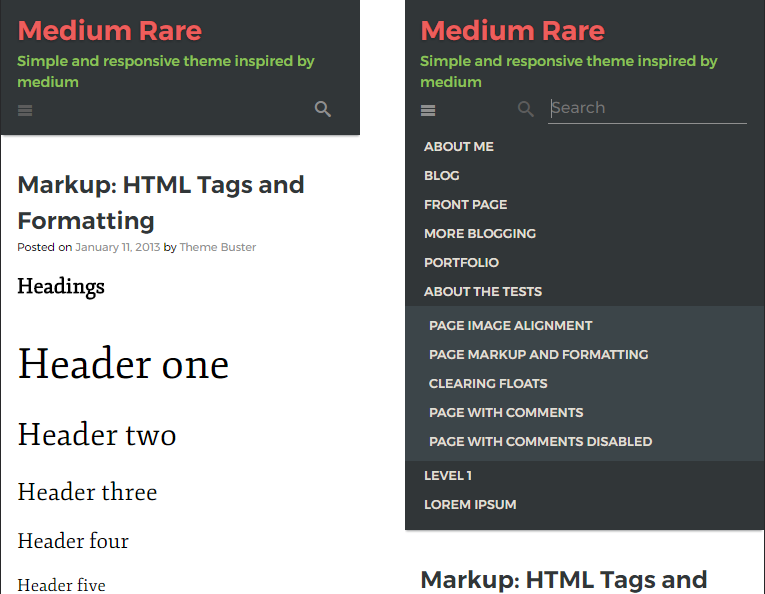 Medium Rare
Simple and responsive theme inspired by
medium
Markup: HTML Tags and
Formatting
Posted on January 11, 2013 by Theme Buster
Headings
Header one
Header two
Header three
Header four
Header five
Medium Rare
Simple and responsive theme inspired by
medium
Search
ABOUT ME
BLOG
FRONT PAGE
MORE BLOGGING
PORTFOLIO
ABOUT THE TESTS
PAGE IMAGE ALIGNMENT
PAGE MARKUP AND FORMATTING
CLEARING FLOATS
PAGE WITH COMMENTS
PAGE WITH COMMENTS DISABLED
LEVEL 1
LOREM IPSUM
Markup: HTML Tags and